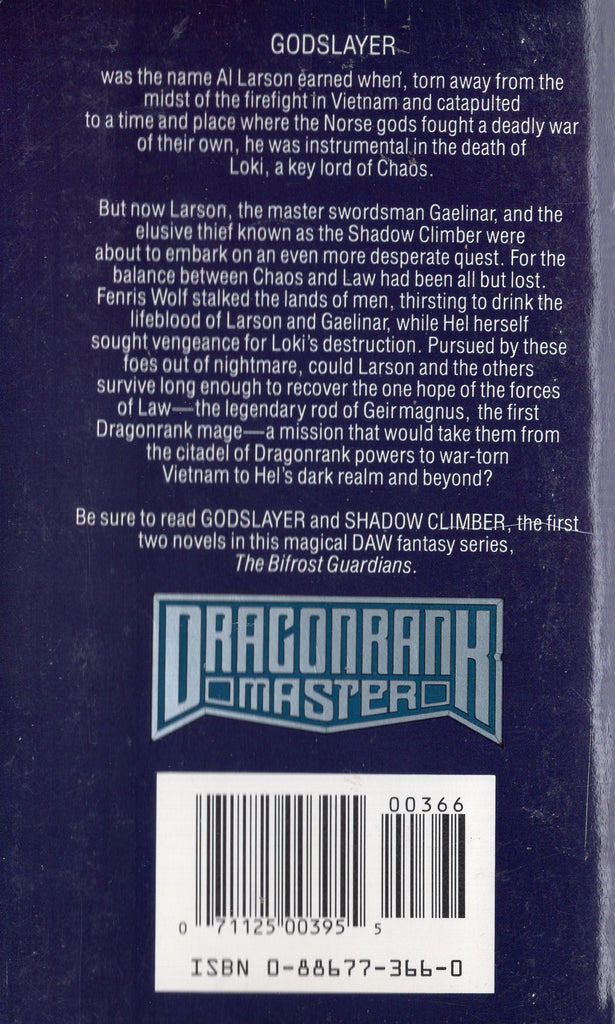 GODSLAYER
was the name Al Larson earned when, torn away from the
midst of the firefight in Vietnam and catapulted
to a time and place where the Norse gods fought a deadly war
of their own, he was instrumental in the death of
Loki, a key lord of Chaos.
But now Larson, the master swordsman Gaelinar, and the
elusive thief known as the Shadow Climber were
about to embark on an even more desperate quest. For the
balance between Chaos and Law had been all but lost.
Fenris Wolf stalked the lands of men, thirsting to drink the
lifeblood of Larson and Gaelinar, while Hel herself
sought vengeance for Loki's destruction. Pursued by these
foes out of nightmare, could Larson and the others
survive long enough to recover the one hope of the forces
of Law—the legendary rod of Geirmagnus, the first
Dragonrank mage—a mission that would take them from
the citadel of Dragonrank powers to war-torn
Vietnam to Hel's dark realm and beyond?
Be sure to read GODSLAYER and SHADOW CLIMBER, the first
two novels in this magical DAW fantasy series,
The Bifrost Guardians.
DRAGONRANK
MASTER
00366
0 71125 00395 5
ISBN 0-88677-366-0